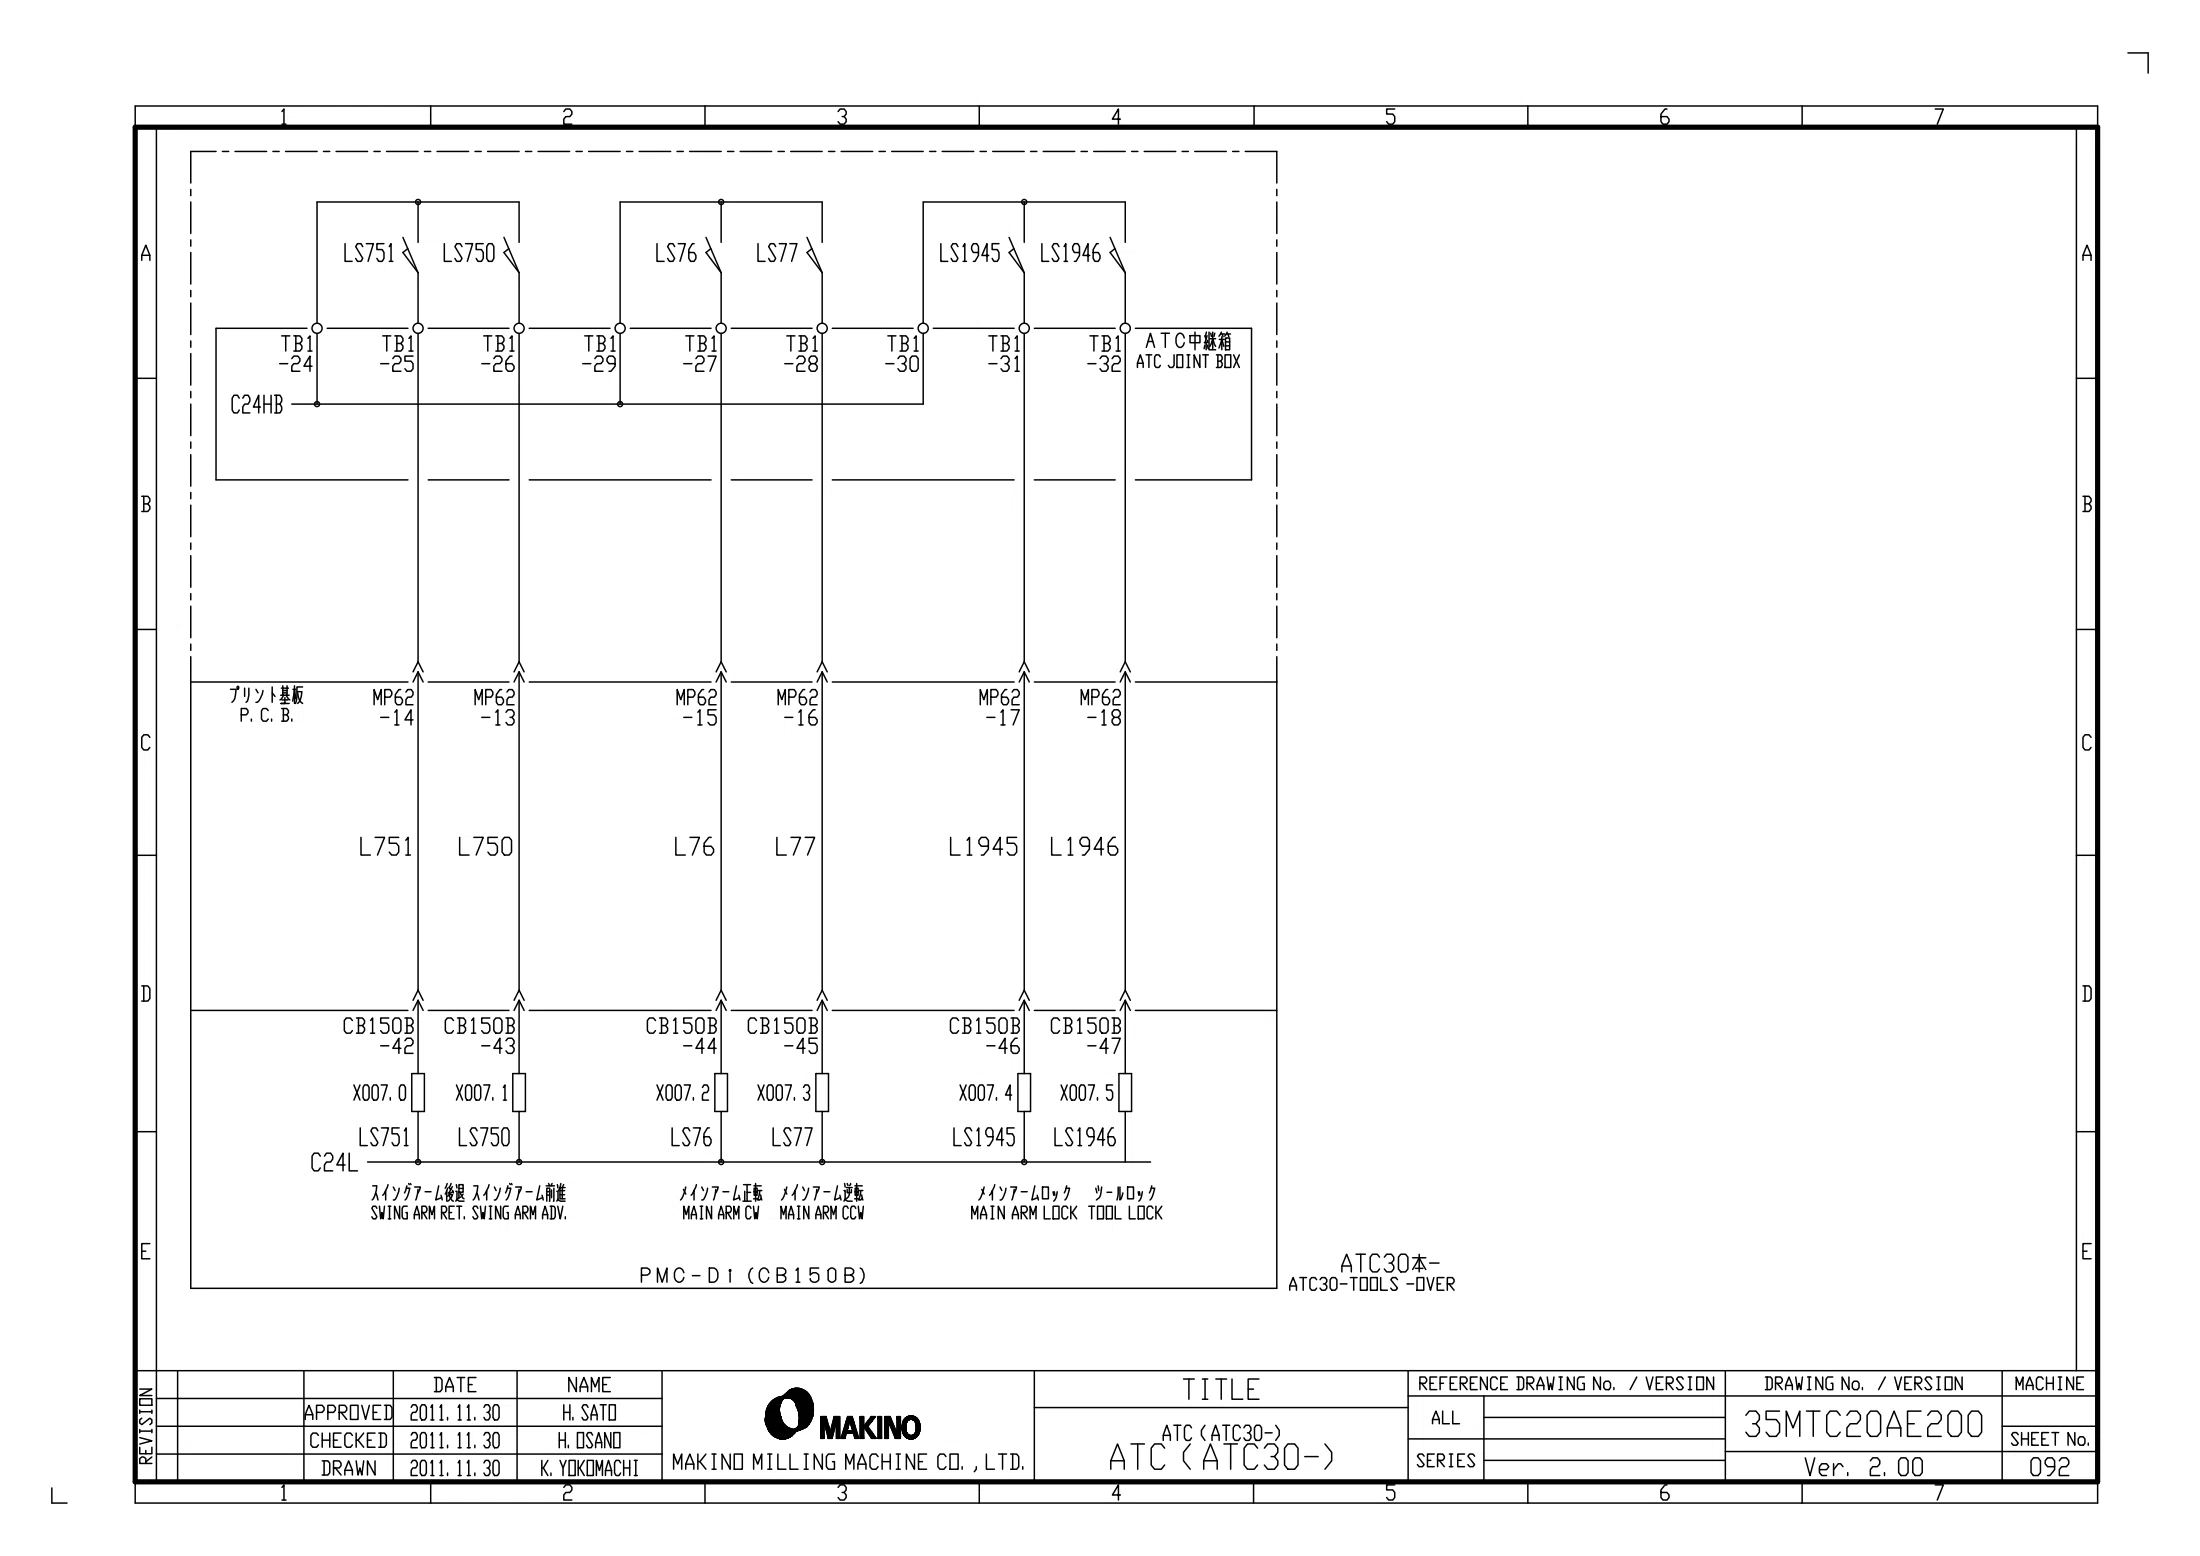 1 2 3 4 5 6 7
A A
LS751 LS750 LS76 LS77 LS1945 LS1946
TB1 TB1 TB1 TB1 TB1 TB1 TB1 TB1 TB1 ATC中継箱
-24 -25 -26 -29 -27 -28 -30 -31 -32 ATC JOINT BOX
C24HB
B B
プリント基板 MP62 MP62 MP62 MP62 MP62 MP62
P. C. B. -14 -13 -15 -16 -17 -18
C C
L751 L750 L76 L77 L1945 L1946
D D
CB150B CB150B CB150B CB150B CB150B CB150B
-42 -43 -44 -45 -46 -47
X007.0 X007.1 X007.2 X007.3 X007.4 X007.5
LS751 LS750 LS76 LS77 LS1945 LS1946
C24L
スイングアーム後退 スイングアーム前進 メインアーム正転 メインアーム逆転 メインアームロック ツールロック
SWING ARM RET. SWING ARM ADV. MAIN ARM CW MAIN ARM CCW MAIN ARM LOCK TOOL LOCK
E E
ATC30本-
PMC-Di(CB150B) ATC30-TOOLS -OVER
REVISION
DATE NAME
APPROVED 2011.11.30 H. SATO
CHECKED 2011.11.30 H. OSANO
DRAWN 2011.11.30 K. YOKOMACHI
MAKINO
MAKINO MILLING MACHINE CO.,LTD.
TITLE
ATC (ATC30-)
ATC (ATC30-)
REFERENCE DRAWING No. / VERSION
ALL
SERIES
DRAWING No. / VERSION
35MTC20AE200
Ver. 2.00
MACHINE
SHEET No.
092
1 2 3 4 5 6 7